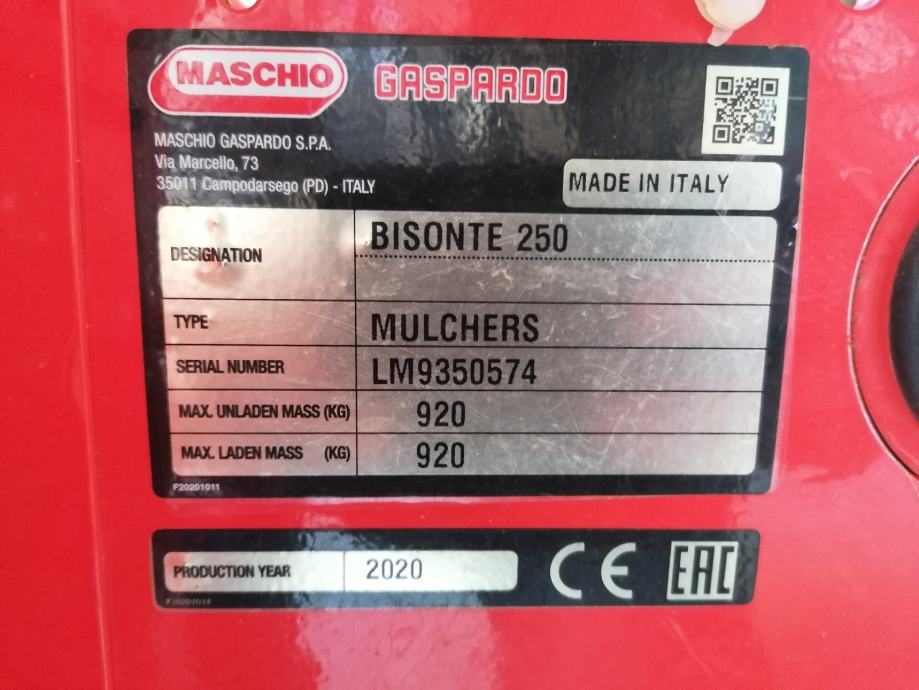 MASCHIO GASPARDO
MASCHIO GASPARDO S.P.A.
Via Marcello, 73
35011 Campodarsego (PD) - ITALY
MADE IN ITALY
DESIGNATION BISONTE 250
TYPE MULCHERS
SERIAL NUMBER LM9350574
MAX. UNLADEN MASS (KG) 920
MAX. LADEN MASS (KG) 920
F20201011
PRODUCTION YEAR 2020 CE EAC
F20201014